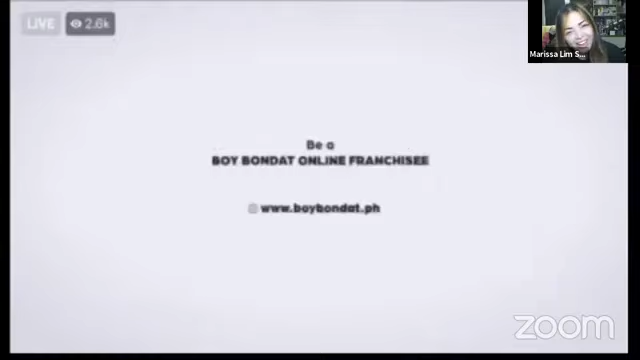 LIVE 2.6k
Marissa Lim S...
Be a
BOY BONDAT ONLINE FRANCHISEE
www.boybondat.ph
zoom